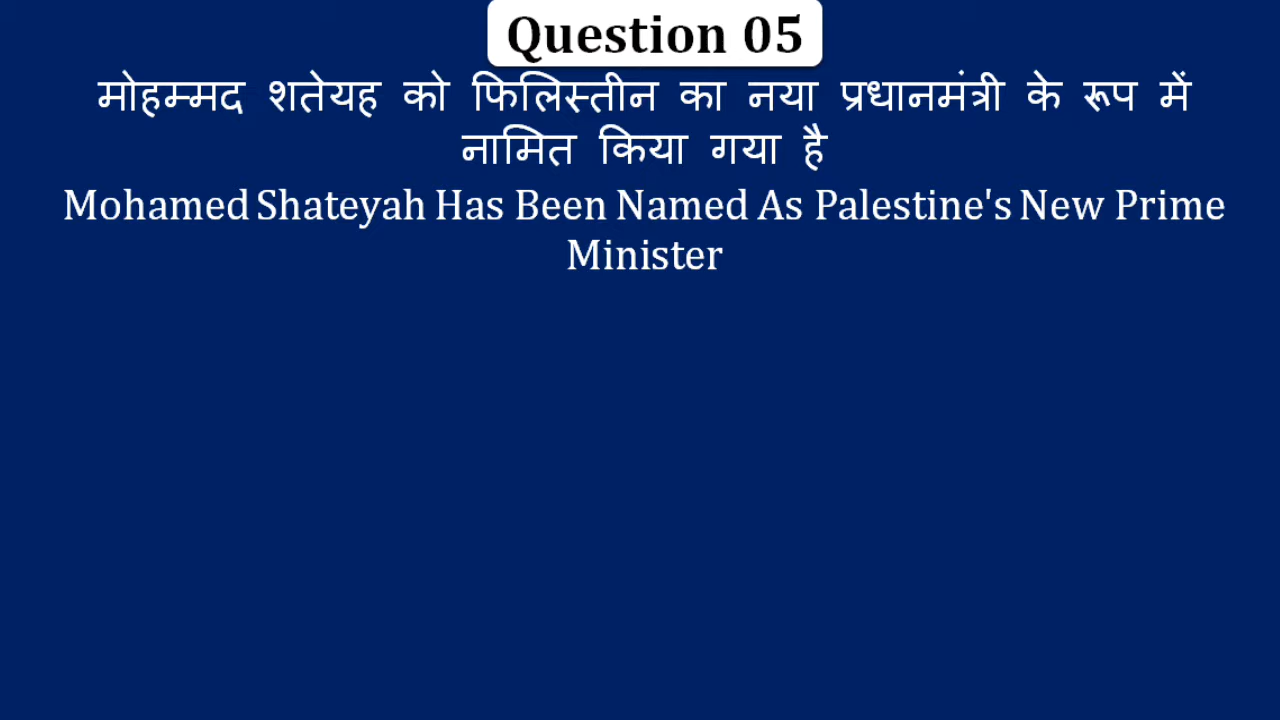 Question 05
मोहम्मद शतेयह को फिलिस्तीन का नया प्रधानमंत्री के रूप में
नामित किया गया है
Mohamed Shateyah Has Been Named As Palestine's New Prime
Minister